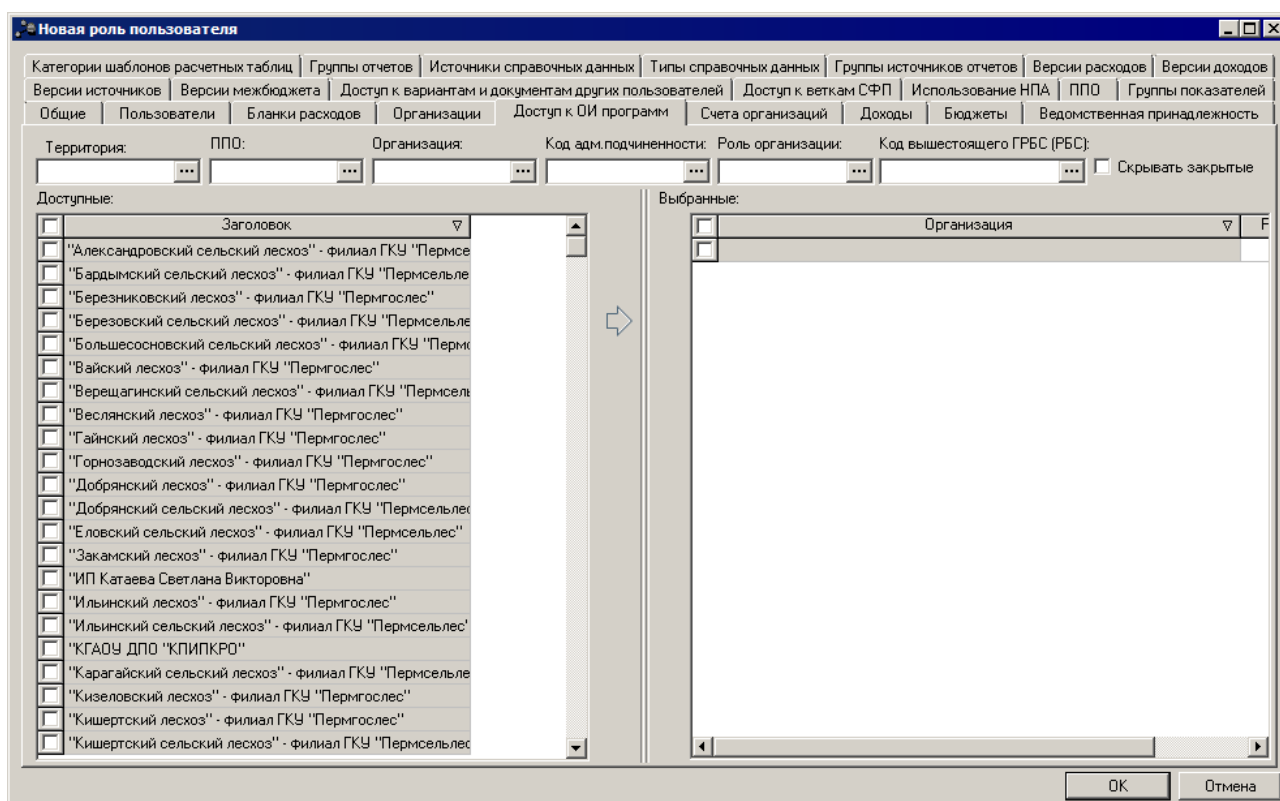 Новая роль пользователя
Категории шаблонов расчетных таблиц Группы отчетов Источники справочных данных Типы справочных данных Группы источников отчетов Версии расходов Версии доходов
Версии источников Версии межбюджета Доступ к вариантам и документам других пользователей Доступ к веткам СФП Использование НПА ППО Группы показателей
Общие Пользователи Бланки расходов Организации Доступ к ОИ программ Счета организаций Доходы Бюджеты Ведомственная принадлежность
Территория: ППО: Организация: Код адм.подчиненности: Роль организации: Код вышестоящего ГРБС (РБС):
... ... ... ... ... ... Скрывать закрытые
Доступные: Выбранные:
Заголовок Организация
"Александровский сельский лесхоз" - филиал ГКУ "Пермсе
"Бардымский сельский лесхоз" - филиал ГКУ "Пермсельле
"Березниковский лесхоз" - филиал ГКУ "Пермгослес"
"Березовский сельский лесхоз" - филиал ГКУ "Пермсельле
"Большесосновский сельский лесхоз" - филиал ГКУ "Пермс
"Вайский лесхоз" - филиал ГКУ "Пермгослес"
"Верещагинский сельский лесхоз" - филиал ГКУ "Пермсель
"Веслянский лесхоз" - филиал ГКУ "Пермгослес"
"Гайнский лесхоз" - филиал ГКУ "Пермгослес"
"Горнозаводский лесхоз" - филиал ГКУ "Пермгослес"
"Добрянский лесхоз" - филиал ГКУ "Пермгослес"
"Добрянский сельский лесхоз" - филиал ГКУ "Пермсельлес
"Еловский сельский лесхоз" - филиал ГКУ "Пермсельлес"
"Закамский лесхоз" - филиал ГКУ "Пермгослес"
"ИП Катаева Светлана Викторовна"
"Ильинский лесхоз" - филиал ГКУ "Пермгослес"
"Ильинский сельский лесхоз" - филиал ГКУ "Пермсельлес"
"КГАОУ ДПО "КПИПКРО"
"Карагайский сельский лесхоз" - филиал ГКУ "Пермсельле
"Кизеловский лесхоз" - филиал ГКУ "Пермгослес"
"Кишертский лесхоз" - филиал ГКУ "Пермгослес"
"Кишертский сельский лесхоз" - филиал ГКУ "Пермсельлес
OK Отмена